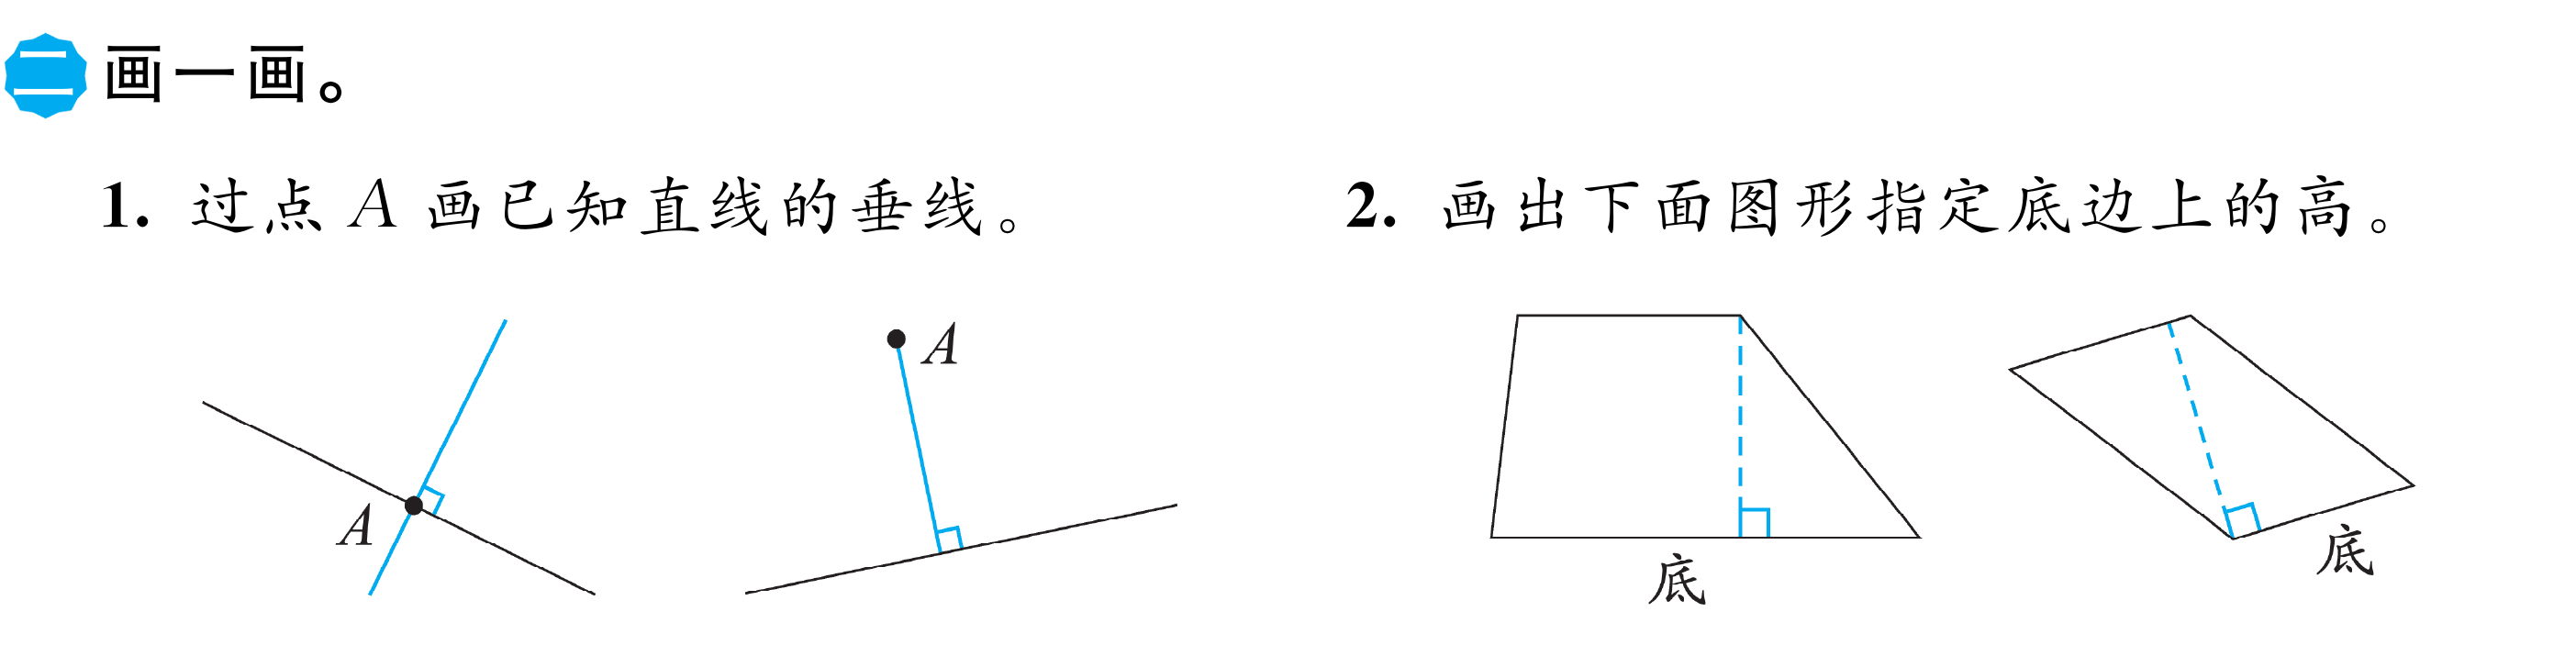 二 画一画。
1. 过点 A 画已知直线的垂线。
2. 画出下面图形指定底边上的高。
A
A
底
底